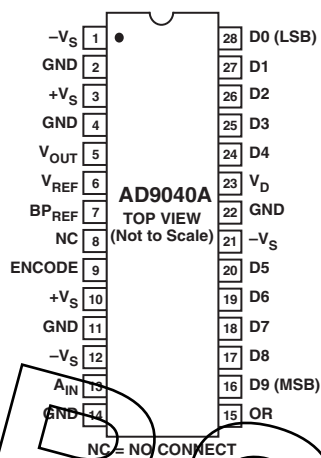 –VS 1
GND 2
+VS 3
GND 4
VOUT 5
VREF 6
BPREF 7
NC 8
ENCODE 9
+VS 10
GND 11
–VS 12
AIN 13
GND 14
AD9040A
TOP VIEW
(Not to Scale)
28 D0 (LSB)
27 D1
26 D2
25 D3
24 D4
23 VD
22 GND
21 –VS
20 D5
19 D6
18 D7
17 D8
16 D9 (MSB)
15 OR
NC = NO CONNECT